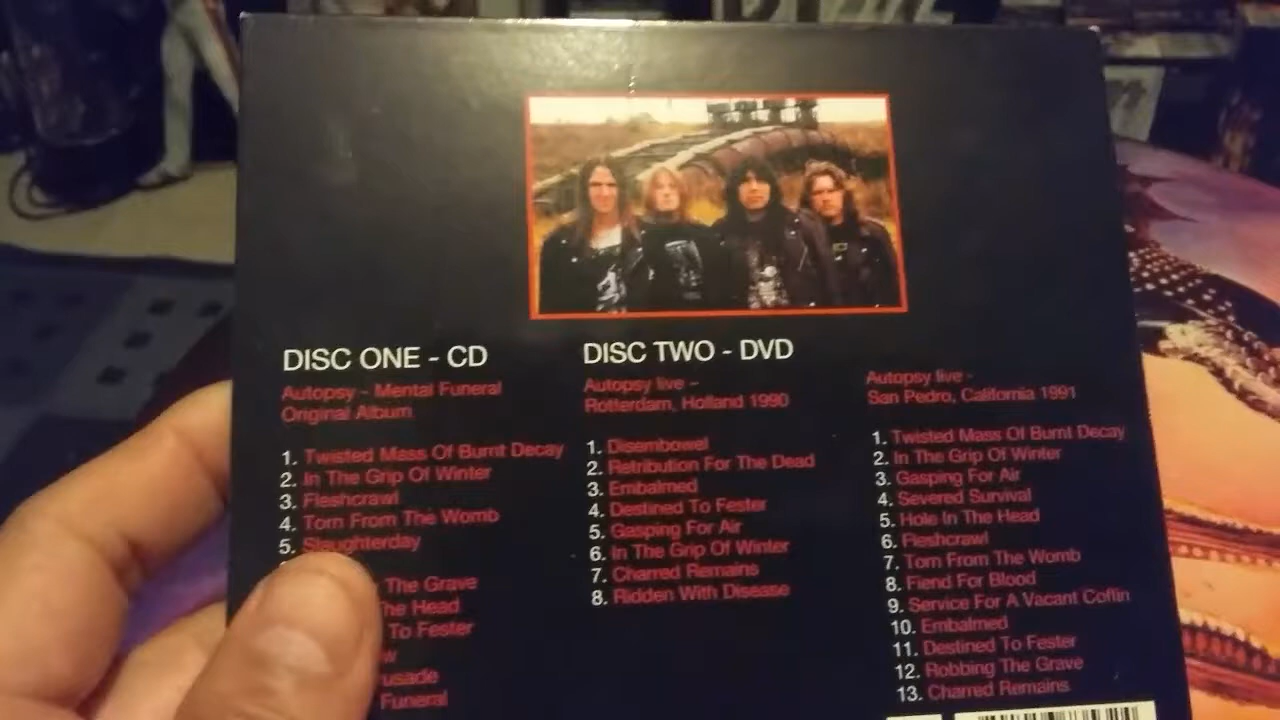 DISC ONE - CD
Autopsy - Mental Funeral
Original Album
1. Twisted Mass Of Burnt Decay
2. In The Grip Of Winter
3. Fleshcrawl
4. Torn From The Womb
5. Slaughterday
The Grave
The Head
To Fester
Funeral
DISC TWO - DVD
Autopsy live -
Rotterdam, Holland 1990
1. Disembowel
2. Retribution For The Dead
3. Embalmed
4. Destined To Fester
5. Gasping For Air
6. In The Grip Of Winter
7. Charred Remains
8. Ridden With Disease
Autopsy live -
San Pedro, California 1991
1. Twisted Mass Of Burnt Decay
2. In The Grip Of Winter
3. Gasping For Air
4. Severed Survival
5. Hole In The Head
6. Fleshcrawl
7. Torn From The Womb
8. Fiend For Blood
9. Service For A Vacant Coffin
10. Embalmed
11. Destined To Fester
12. Robbing The Grave
13. Charred Remains